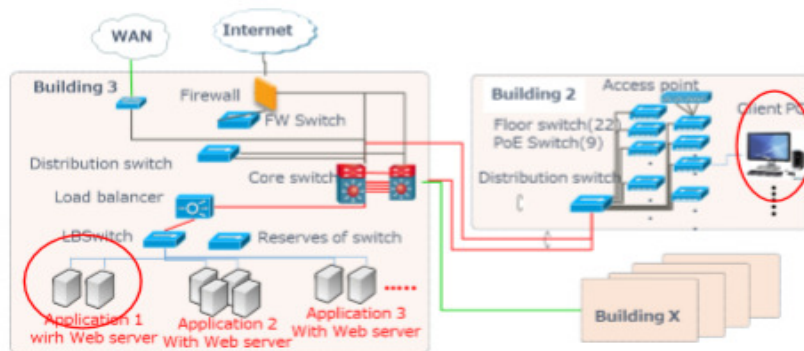 WAN
Internet
Building 3
Firewall
FW Switch
Distribution switch
Core switch
Load balancer
LBSwitch
Reserves of switch
Application 1
wirh Web server
Application 2
With Web server
Application 3
With Web server
Building 2
Access point
Floor switch(22)
PoE Switch(9)
Client PC
Distribution switch
Building X